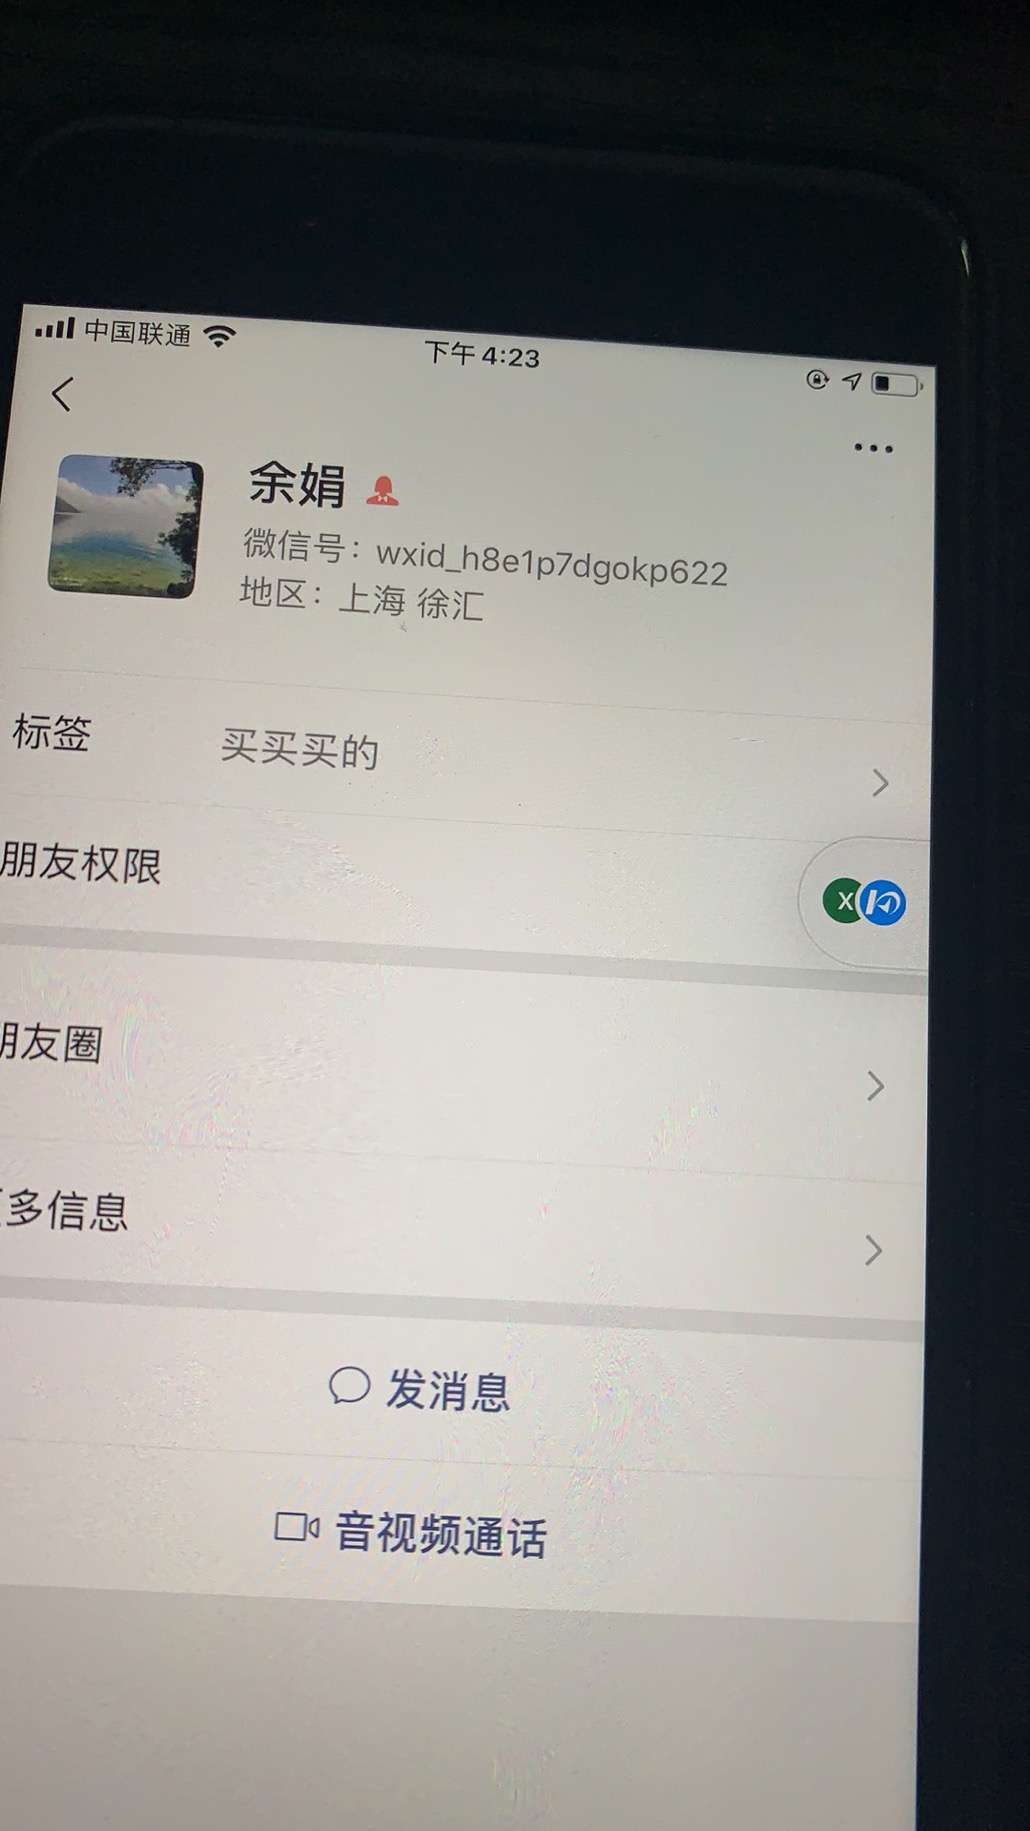 中国联通
下午 4:23
余娟
微信号：wxid_h8e1p7dgokp622
地区：上海 徐汇
标签 买买买的
朋友权限
X
朋友圈
多信息
发消息
音视频通话